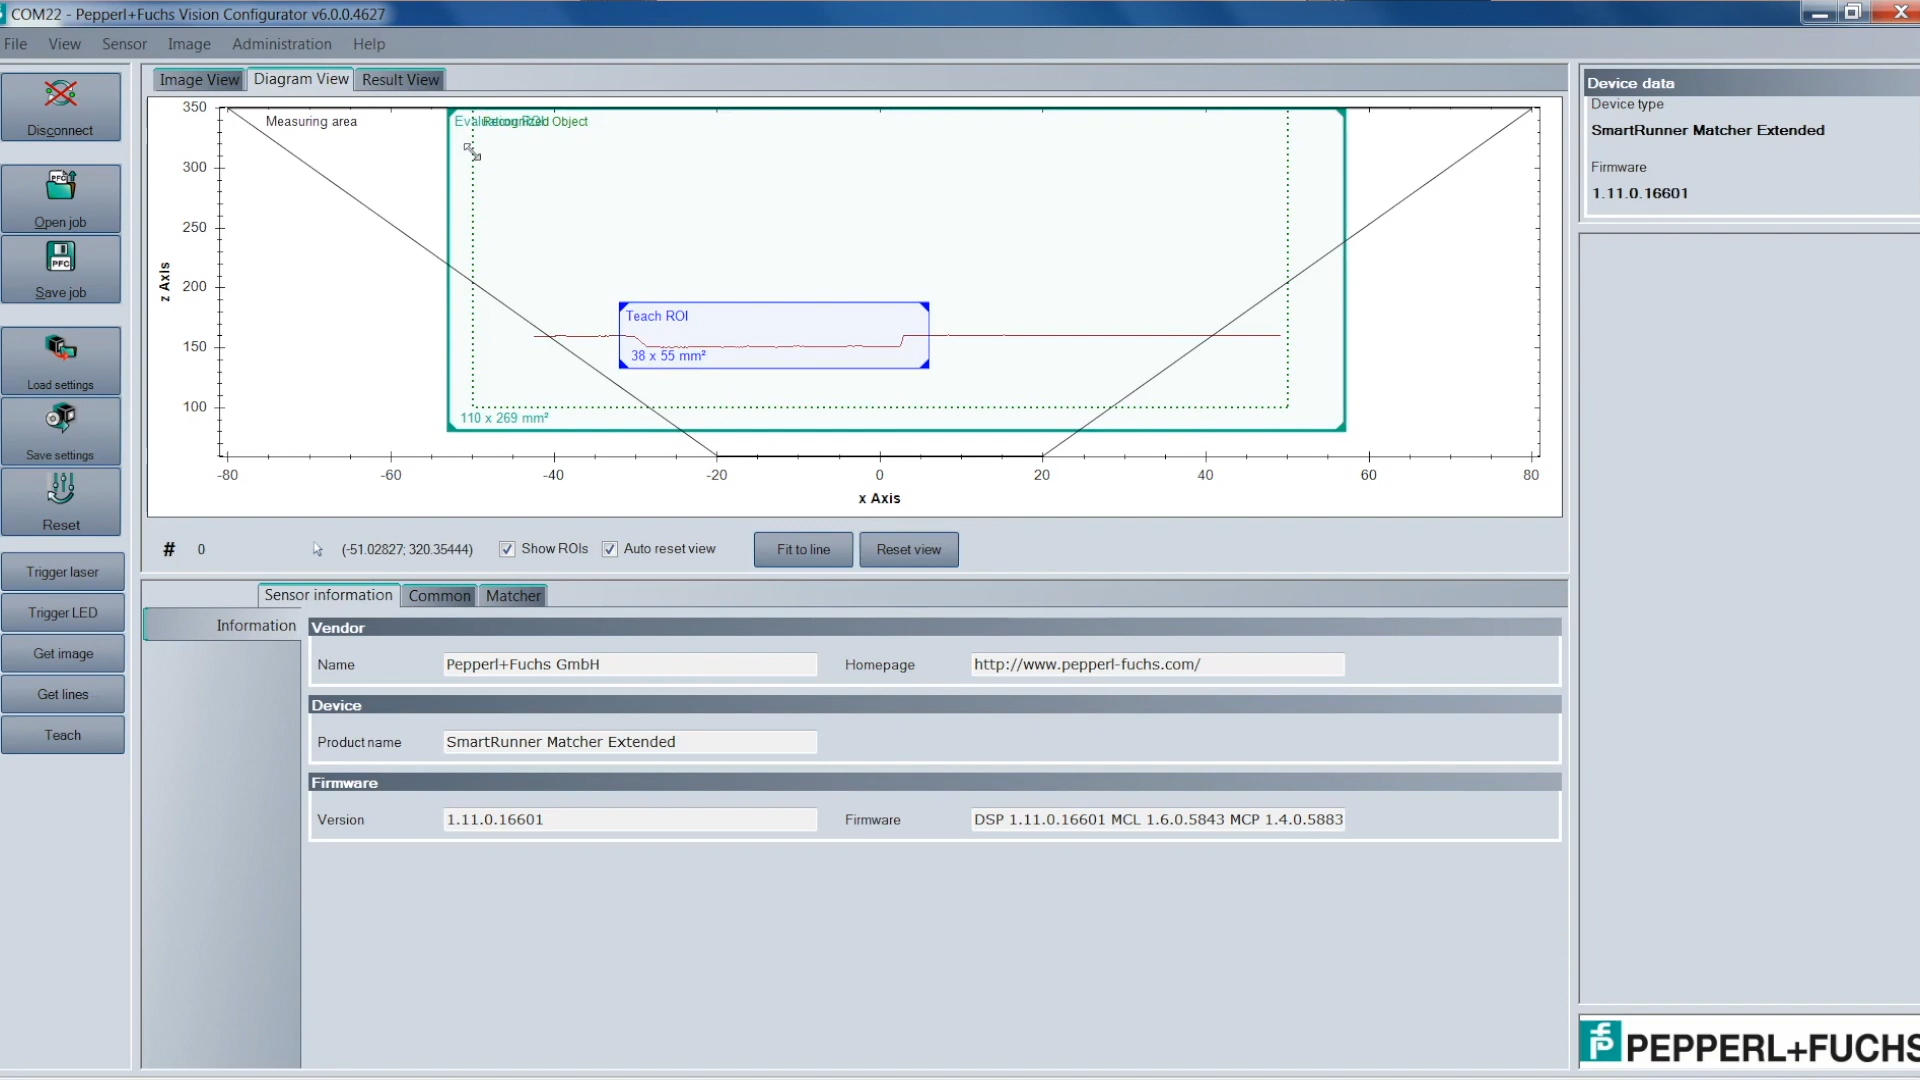 COM22 - Pepperl+Fuchs Vision Configurator v6.0.0.4627
File View Sensor Image Administration Help
Disconnect
Open job
Save job
Load settings
Save settings
Reset
Trigger laser
Trigger LED
Get image
Get lines
Teach
Image View Diagram View Result View
350
300
250
200
150
100
z Axis
Measuring area
Recognized Object
Teach ROI
38 x 55 mm²
110 x 269 mm²
-80 -60 -40 -20 0 20 40 60 80
x Axis
# 0 (-51.02827; 320.35444) Show ROIs Auto reset view Fit to line Reset view
Sensor information Common Matcher
Information
Vendor
Name Pepperl+Fuchs GmbH Homepage http://www.pepperl-fuchs.com/
Device
Product name SmartRunner Matcher Extended
Firmware
Version 1.11.0.16601 Firmware DSP 1.11.0.16601 MCL 1.6.0.5843 MCP 1.4.0.5883
Device data
Device type
SmartRunner Matcher Extended
Firmware
1.11.0.16601
PEPPERL+FUCHS